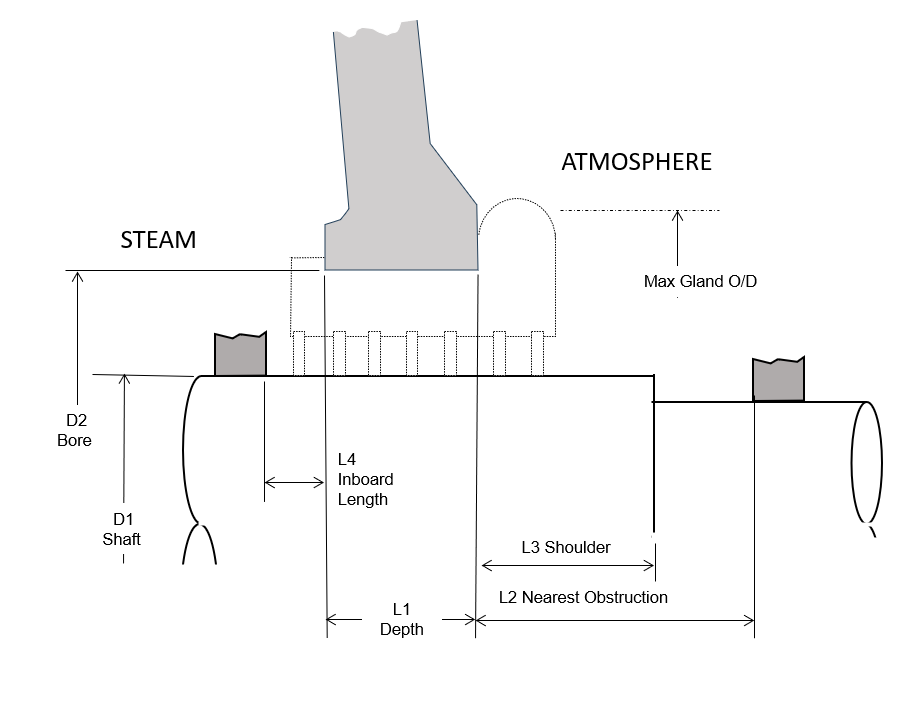 ATMOSPHERE
STEAM
Max Gland O/D
D2
Bore
L4
Inboard
Length
D1
Shaft
L3 Shoulder
L2 Nearest Obstruction
L1
Depth